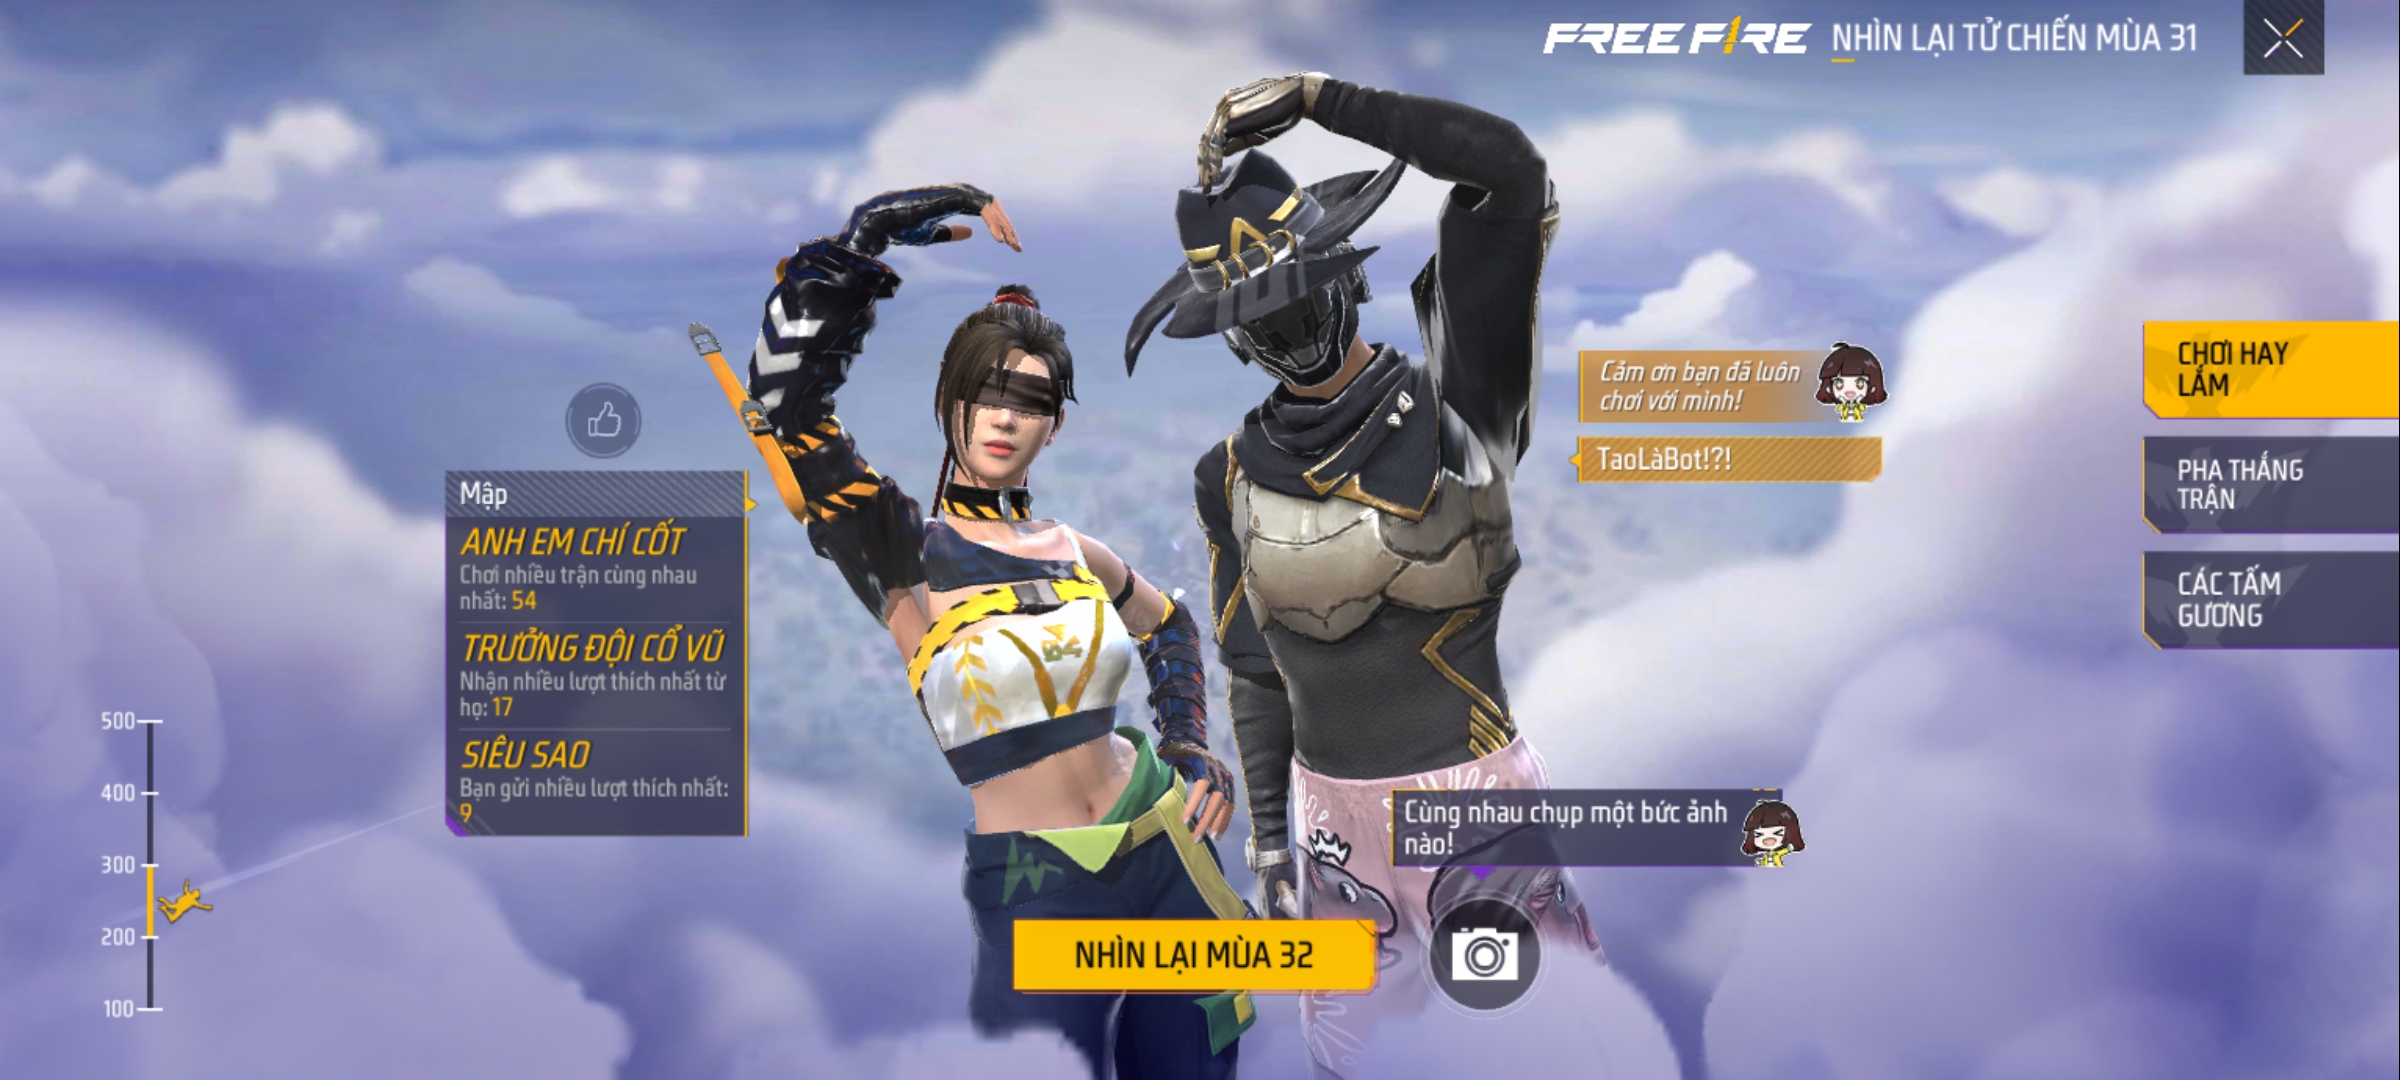 FREE FIRE NHÌN LẠI TỬ CHIẾN MÙA 31
Cảm ơn bạn đã luôn
chơi với mình!
TaoLàBot!?!
Mập
ANH EM CHÍ CỐT
Chơi nhiều trận cùng nhau
nhất: 54
TRƯỞNG ĐỘI CỔ VŨ
Nhận nhiều lượt thích nhất từ
họ: 17
SIÊU SAO
Bạn gửi nhiều lượt thích nhất:
9
CHƠI HAY
LẮM
PHA THẮNG
TRẬN
CÁC TẤM
GƯƠNG
500
400
300
200
100
Cùng nhau chụp một bức ảnh
nào!
NHÌN LẠI MÙA 32